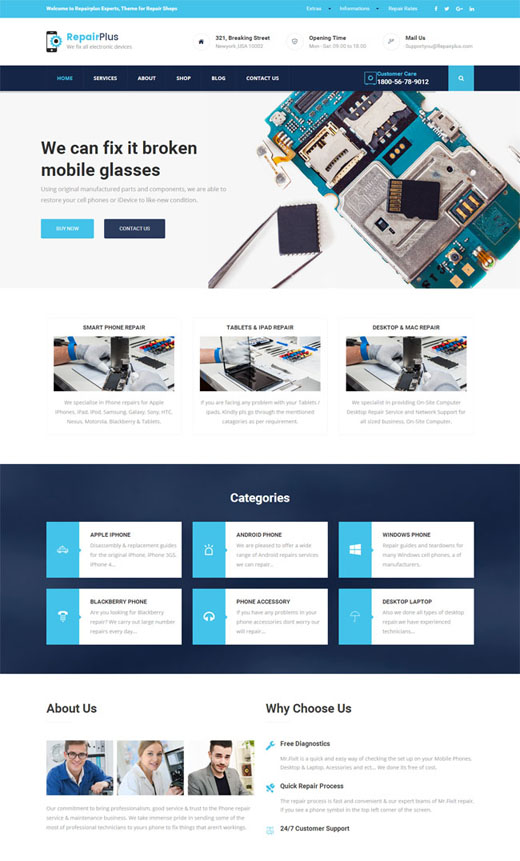 Welcome to Repairplus Experts, Theme for Repair Shops
Extras
Informations
Repair Rates
RepairPlus
We fix all electronic devices.
321, Breaking Street
Newyork,USA 10002
Opening Time
Mon - Sat: 09.00 to 18.00
Mail Us
Supportyou@Repairplus.com
HOME
SERVICES
ABOUT
SHOP
BLOG
CONTACT US
Customer Care
1800-56-78-9012
We can fix it broken
mobile glasses
Using original manufactured parts and components, we are able to
restore your cell phones or iDevice to like-new condition.
BUY NOW
CONTACT US
SMART PHONE REPAIR
We specialise in Phone repairs for Apple
iPhones, iPad, iPod, Samsung, Galaxy, Sony, HTC,
Nexus, Motorola, Blackberry & Tablets.
TABLETS & IPAD REPAIR
If you are facing any problem with your Tablets /
ipads, Kindly pls go through the mentioned
catagories as per requirement.
DESKTOP & MAC REPAIR
We specialist in providing On-Site Computer
Desktop Repair Service and Network Support for
all sized business, On-Site Computer.
Categories
APPLE IPHONE
Disassembly & replacement guides
for the original iPhone, iPhone 3GS,
iPhone 4...
ANDROID PHONE
We are pleased to offer a wide
range of Android repairs services
we can repair...
WINDOWS PHONE
Repair guides and teardowns for
many Windows cell phones, a of
manufacturers.
BLACKBERRY PHONE
Are you looking for Blackberry
repair? We carry out large number
repairs every day...
PHONE ACCESSORY
If you have any problems in your
phone accessories dont worry our
will repair...
DESKTOP LAPTOP
Also we done all types of desktop
repair.we have experienced
technicians...
About Us
Our commitment to bring professionalism, good service & trust to the Phone repair
service & maintenance business. We take immense pride in sending some of the
most of professional technicians to yours phone to fix things that aren't workings.
Why Choose Us
Free Diagnostics
Mr.Fixit is a quick and easy way of checking the set up on your Mobile Phones,
Desktop & Laptop, Acessories and ect... We done its free of cost.
Quick Repair Process
The repair process is fast and convenient & our expert teams of Mr.Fixit repair.
If you see a phone symbol in the top left corner of the screen.
24/7 Customer Support